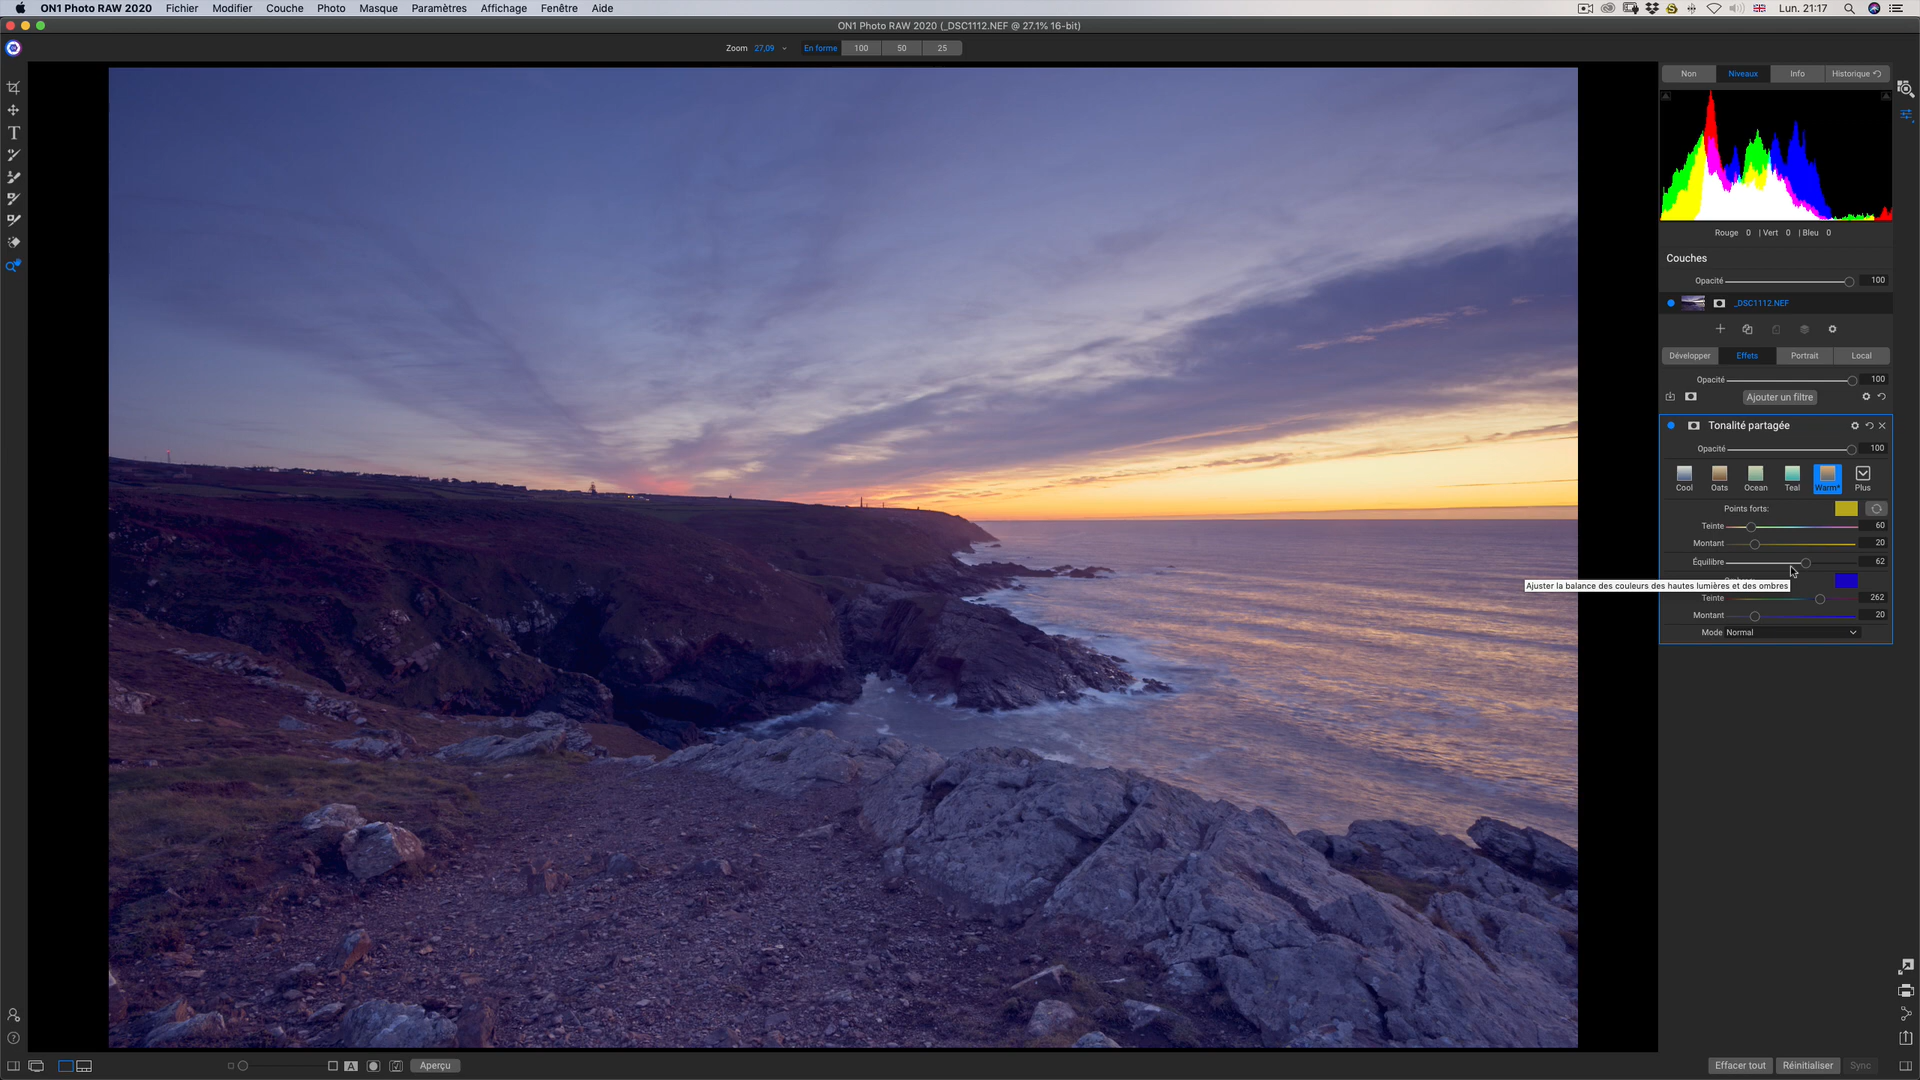 ON1 Photo RAW 2020 Fichier Modifier Couche Photo Masque Paramètres Affichage Fenêtre Aide Lun. 21:17
ON1 Photo RAW 2020 (_DSC1112.NEF @ 27.1% 16-bit)
Zoom 27,09 En forme 100 50 25
Non Niveaux Info Historique
Rouge 0 | Vert 0 | Bleu 0
Couches
Opacité 100
_DSC1112.NEF
Développer Effets Portrait Local
Opacité 100
Ajouter un filtre
Tonalité partagée
Opacité 100
Cool Oats Ocean Teal Warm* Plus
Points forts:
Teinte 60
Montant 20
Équilibre 62
Ajuster la balance des couleurs des hautes lumières et des ombres
Teinte 262
Montant 20
Mode Normal
A Aperçu Effacer tout Réinitialiser Sync